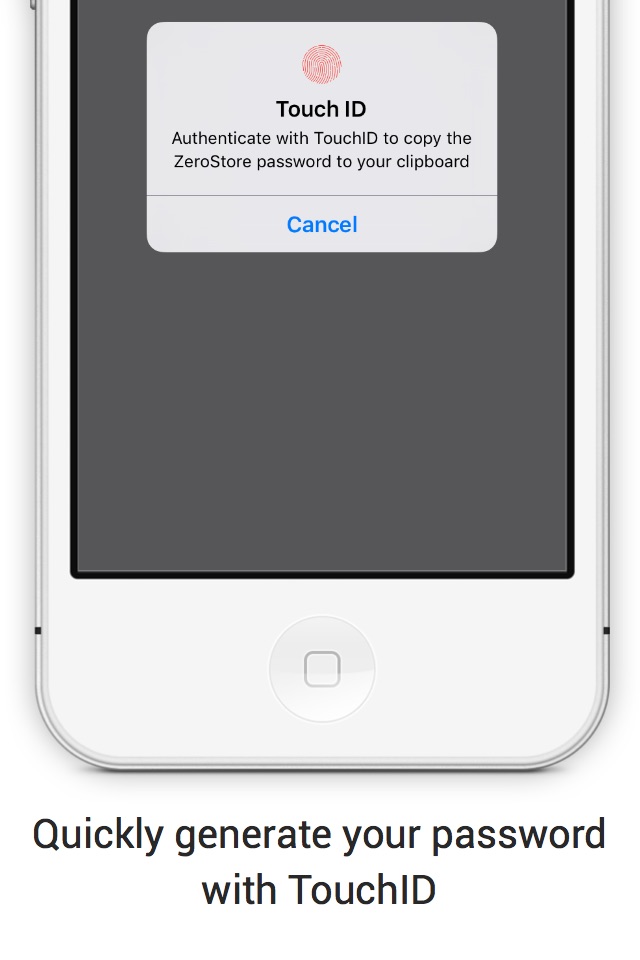 Touch ID
Authenticate with TouchID to copy the
ZeroStore password to your clipboard
Cancel
Quickly generate your password
with TouchID